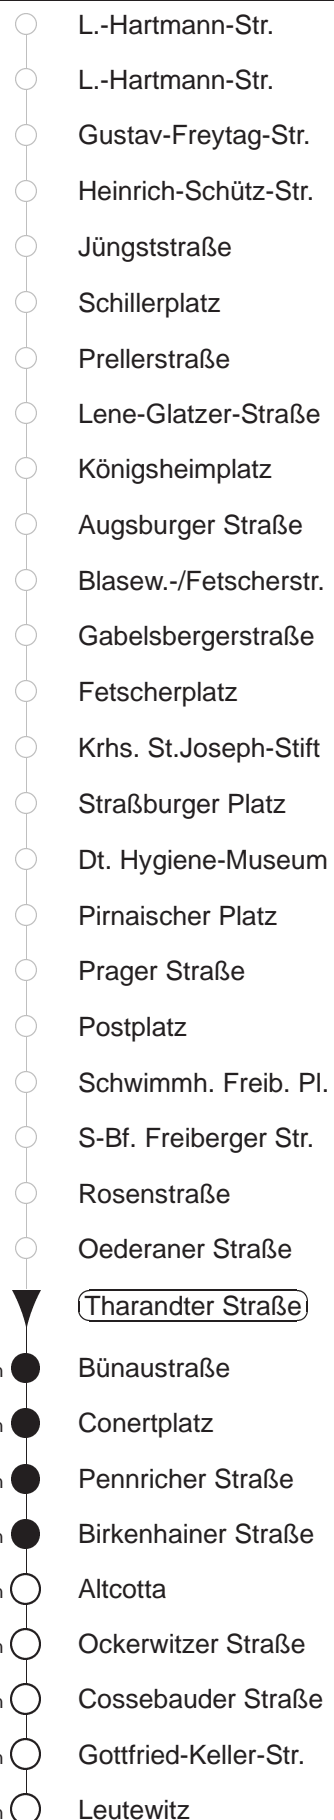 L.-Hartmann-Str.
L.-Hartmann-Str.
Gustav-Freytag-Str.
Heinrich-Schütz-Str.
Jüngststraße
Schillerplatz
Prellerstraße
Lene-Glatzer-Straße
Königsheimplatz
Augsburger Straße
Blasew.-/Fetscherstr.
Gabelsbergerstraße
Fetscherplatz
Krhs. St.Joseph-Stift
Straßburger Platz
Dt. Hygiene-Museum
Pirnaischer Platz
Prager Straße
Postplatz
Schwimmh. Freib. Pl.
S-Bf. Freiberger Str.
Rosenstraße
Oederaner Straße
Tharandter Straße
Bünaustraße
Conertplatz
Pennricher Straße
Birkenhainer Straße
Altcotta
Ockerwitzer Straße
Cossebauder Straße
Gottfried-Keller-Str.
Leutewitz